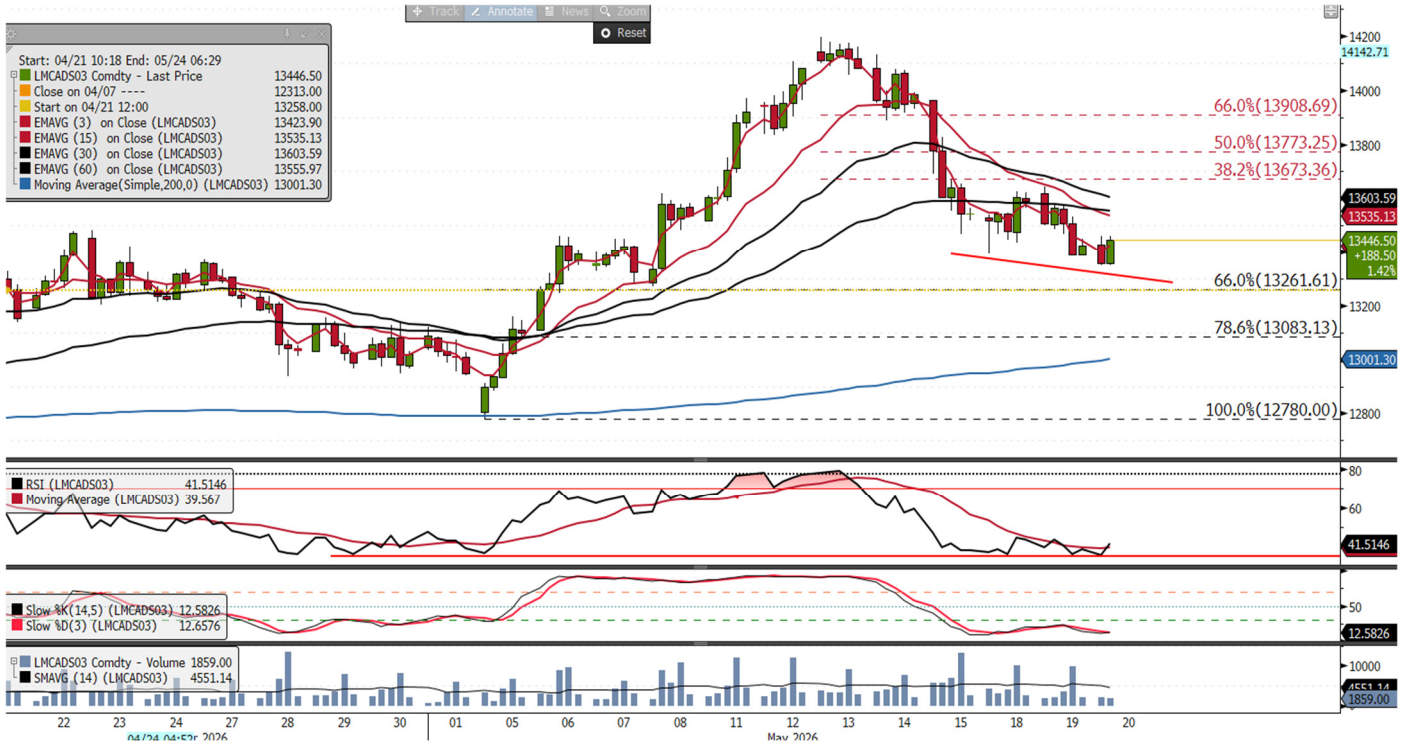 Track Annotate News Zoom
Reset
Start: 04/21 10:18 End: 05/24 06:29
LMCADS03 Comdty - Last Price 13446.50
Close on 04/07 ---- 12313.00
Start on 04/21 12:00 13258.00
EMAVG (3) on Close (LMCADS03) 13423.90
EMAVG (15) on Close (LMCADS03) 13535.13
EMAVG (30) on Close (LMCADS03) 13603.59
EMAVG (60) on Close (LMCADS03) 13555.97
Moving Average(Simple,200,0) (LMCADS03) 13001.30
14200
14142.71
14000
66.0%(13908.69)
50.0%(13773.25)
13800
38.2%(13673.36)
13603.59
13535.13
13446.50
+188.50
1.42%
66.0%(13261.61)
13200
78.6%(13083.13)
13001.30
100.0%(12780.00)
12800
RSI (LMCADS03) 41.5146
Moving Average (LMCADS03) 39.567
80
60
41.5146
Slow %K(14,5) (LMCADS03) 12.5826
Slow %D(3) (LMCADS03) 12.6576
50
12.5826
LMCADS03 Comdty - Volume 1859.00
SMAVG (14) (LMCADS03) 4551.14
10000
4551.14
1859.00
22 23 24 27 28 29 30 01 05 06 07 08 11 12 13 14 15 18 19 20
04/24 04:52 r 2026 May 2026